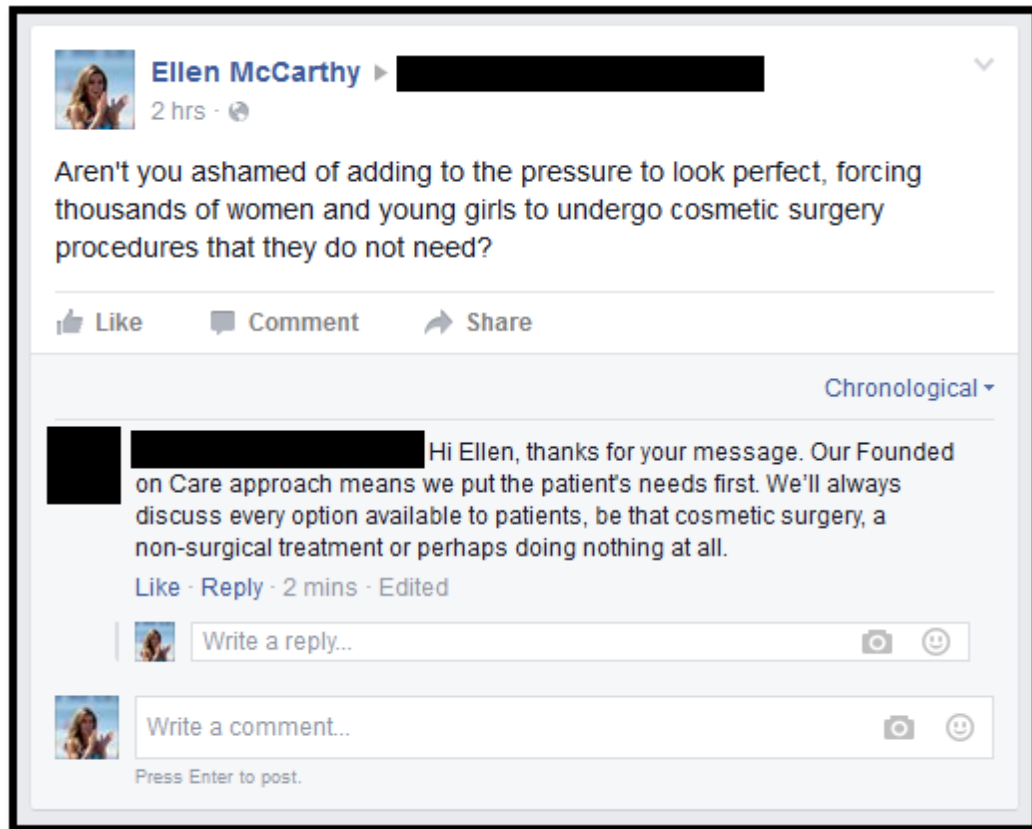 Ellen McCarthy
2 hrs ·
Aren't you ashamed of adding to the pressure to look perfect, forcing
thousands of women and young girls to undergo cosmetic surgery
procedures that they do not need?
Like Comment Share
Chronological
Hi Ellen, thanks for your message. Our Founded
on Care approach means we put the patient's needs first. We'll always
discuss every option available to patients, be that cosmetic surgery, a
non-surgical treatment or perhaps doing nothing at all.
Like · Reply · 2 mins · Edited
Write a reply...
Write a comment...
Press Enter to post.